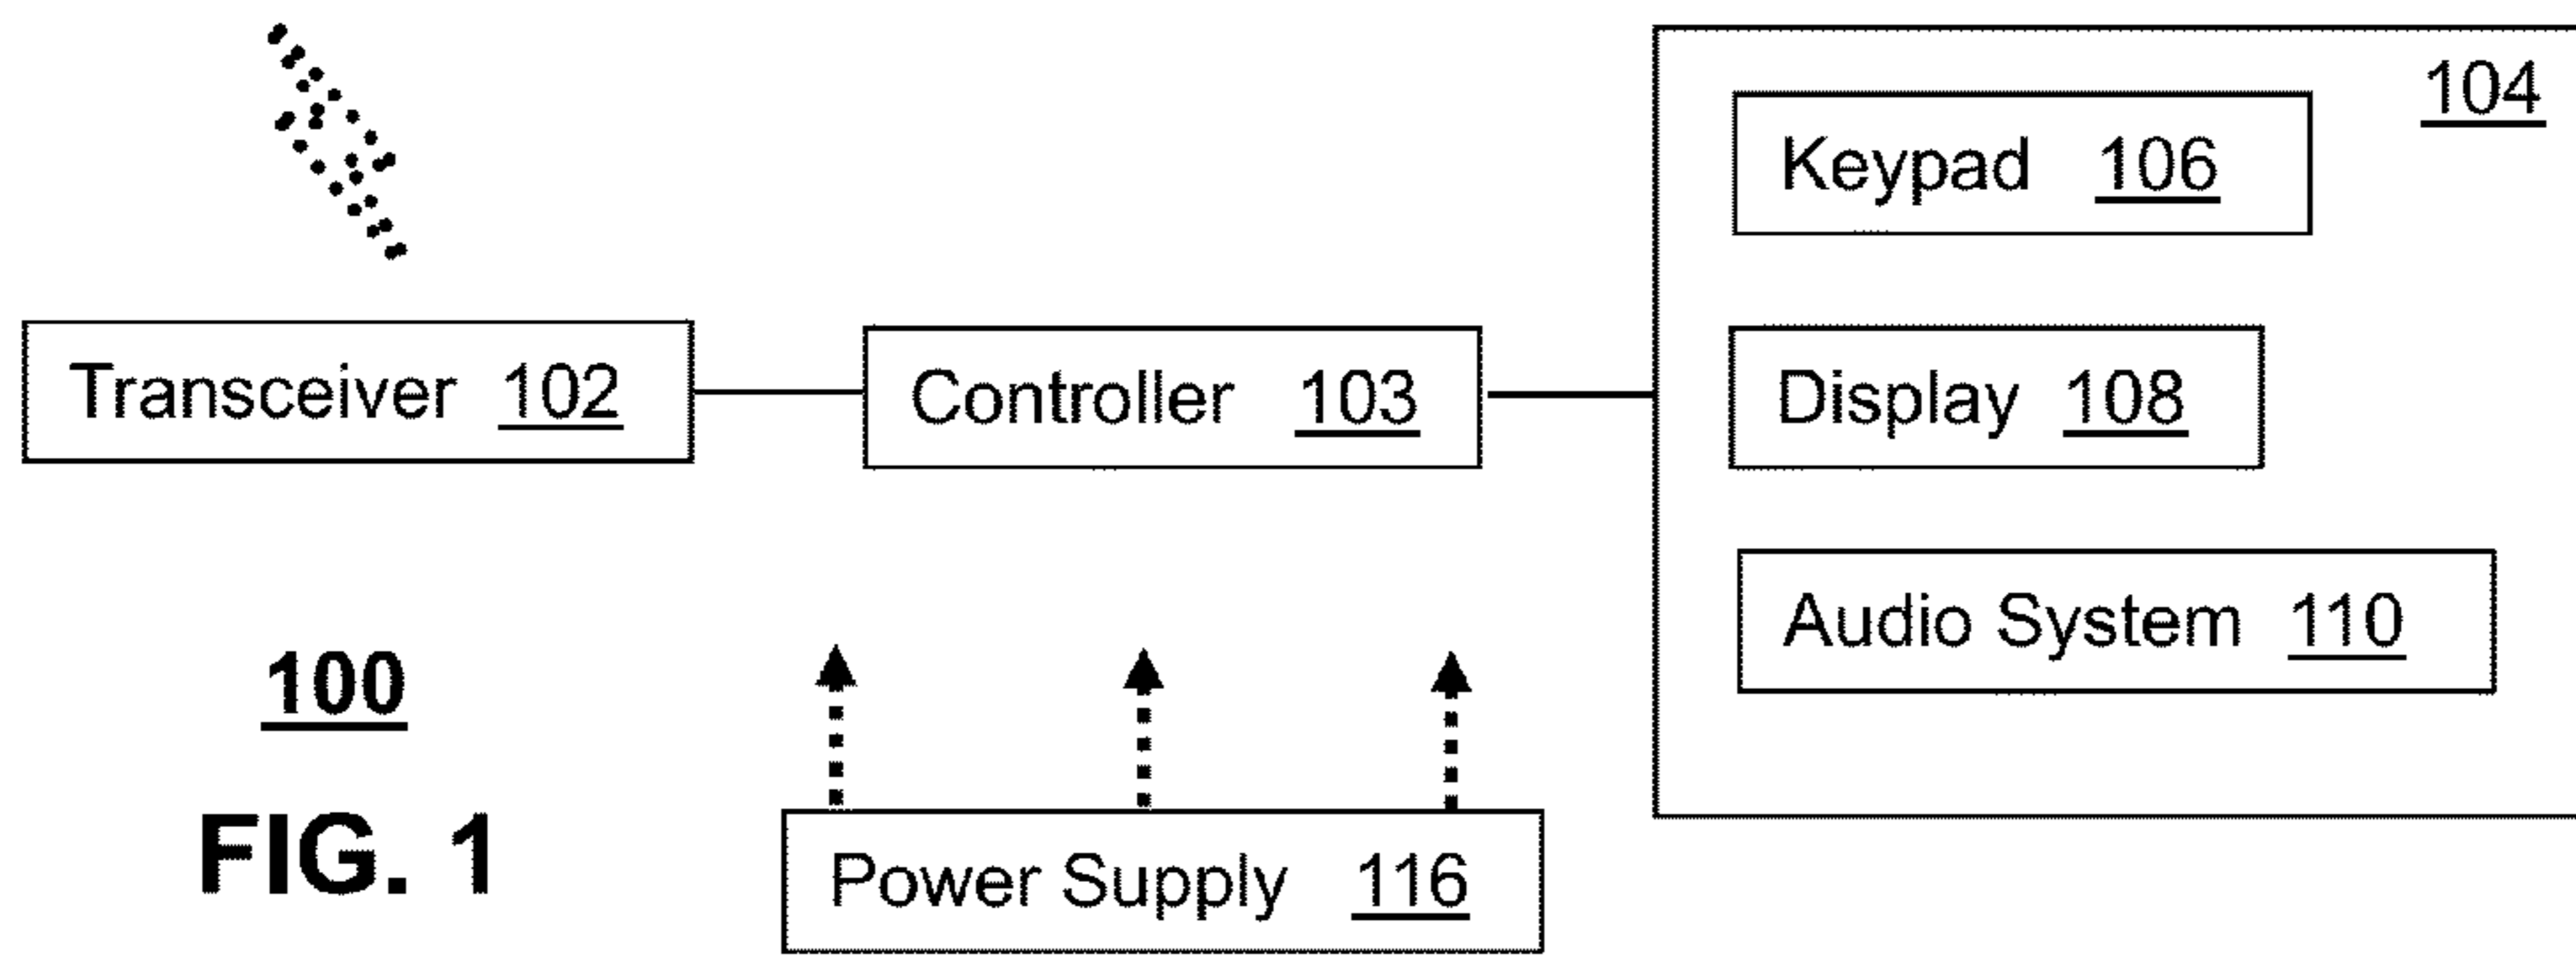 104
Keypad 106
Transceiver 102
Controller 103
Display 108
Audio System 110
100
FIG. 1
Power Supply 116